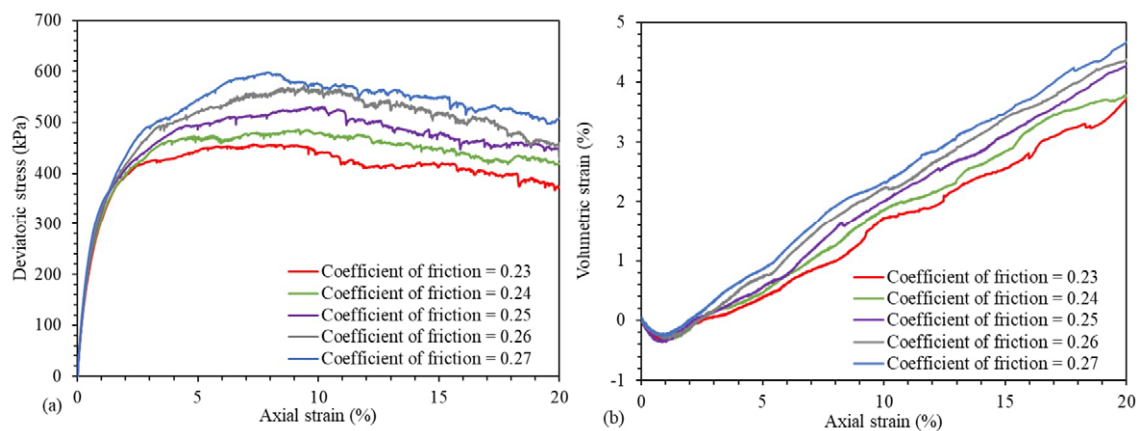 700
600
500
400
300
200
100
0
Deviatoric stress (kPa)
Coefficient of friction = 0.23
Coefficient of friction = 0.24
Coefficient of friction = 0.25
Coefficient of friction = 0.26
Coefficient of friction = 0.27
0 5 10 15 20
(a)
Axial strain (%)
5
4
3
2
1
0
-1
Volumetric strain (%)
Coefficient of friction = 0.23
Coefficient of friction = 0.24
Coefficient of friction = 0.25
Coefficient of friction = 0.26
Coefficient of friction = 0.27
0 5 10 15 20
(b)
Axial strain (%)